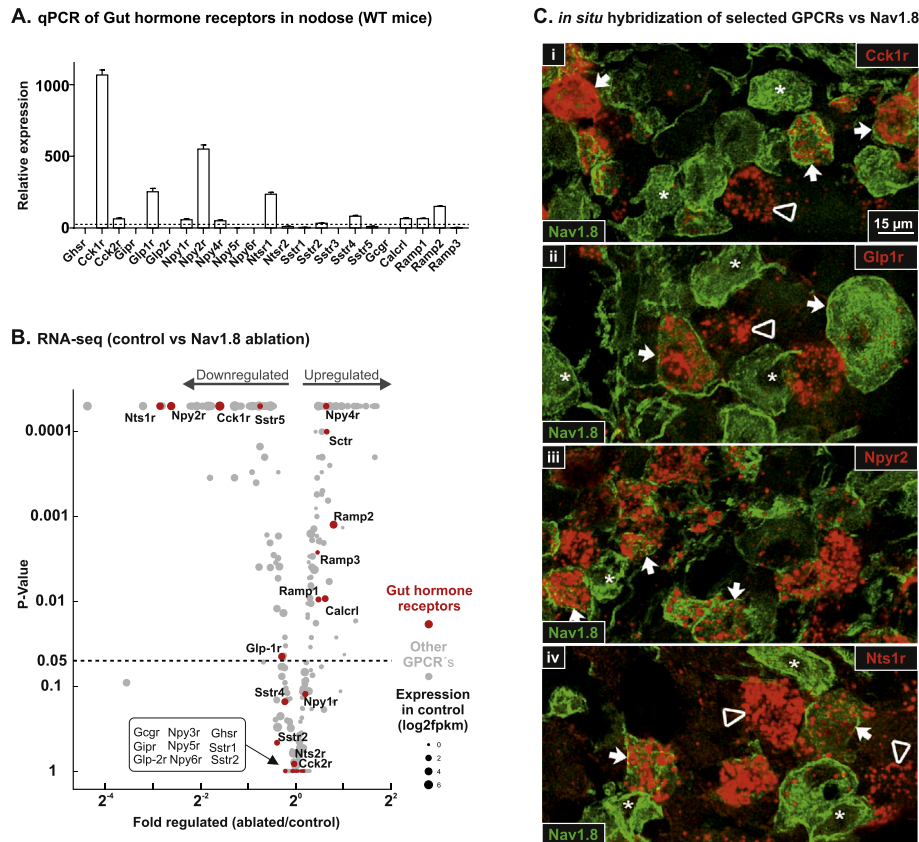 A. qPCR of Gut hormone receptors in nodose (WT mice)
Relative expression
1000
500
0
Ghsr
Cck1r
Cck2r
Gipr
Glp1r
Glp2r
Npy1r
Npy2r
Npy4r
Npy5r
Npy6r
Ntsr1
Ntsr2
Sstr1
Sstr2
Sstr3
Sstr4
Sstr5
Gcgr
Calcrl
Ramp1
Ramp2
Ramp3
B. RNA-seq (control vs Nav1.8 ablation)
Downregulated
Upregulated
Nts1r
Npy2r
Cck1r
Sstr5
Npy4r
Sctr
Ramp2
Ramp3
Ramp1
Calcrl
Glp-1r
Sstr4
Npy1r
Sstr2
Nts2r
Cck2r
Gcgr Npy3r Ghsr
Gipr Npy5r Sstr1
Glp-2r Npy6r Sstr2
P-Value
0.0001
0.001
0.01
0.05
0.1
1
2-4
2-2
20
22
Fold regulated (ablated/control)
Gut hormone
receptors
Other
GPCR´s
Expression
in control
(log2fpkm)
0
2
4
6
C. in situ hybridization of selected GPCRs vs Nav1.8
i
Cck1r
*
*
Nav1.8
15 µm
ii
Glp1r
*
*
*
Nav1.8
iii
Npyr2
*
Nav1.8
iv
Nts1r
*
*
*
Nav1.8